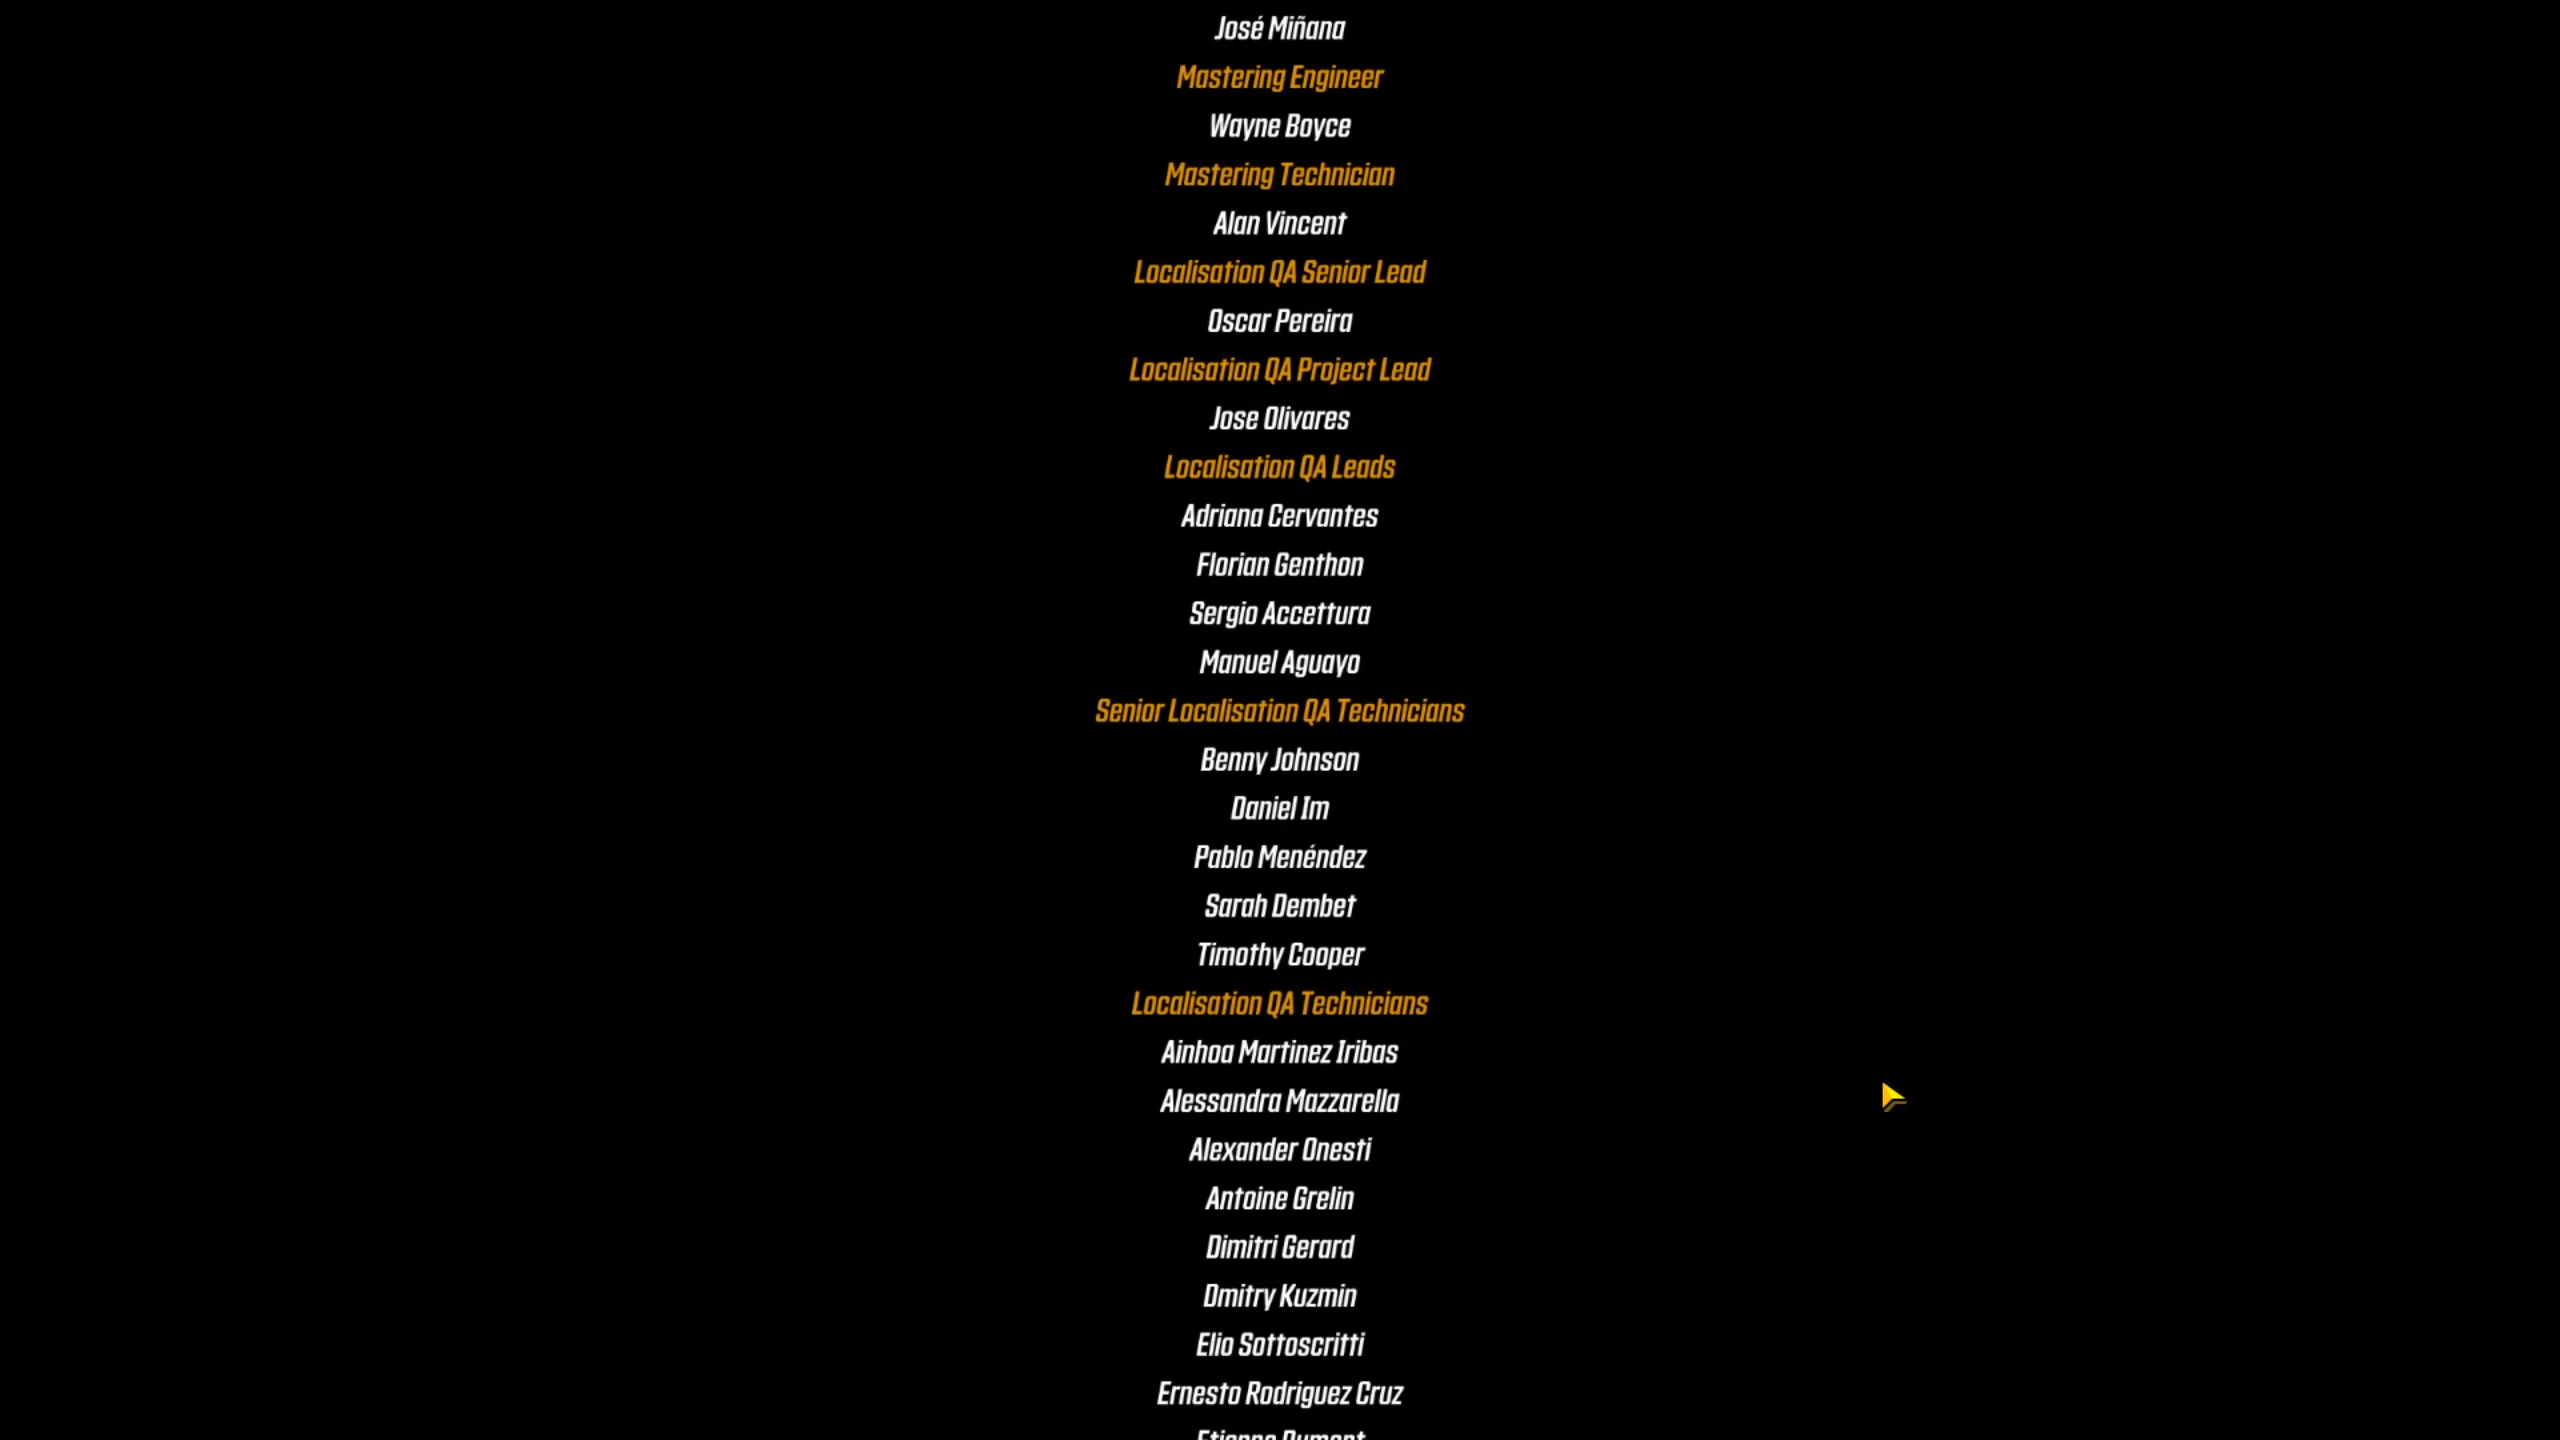 José Miñana
Mastering Engineer
Wayne Boyce
Mastering Technician
Alan Vincent
Localisation QA Senior Lead
Oscar Pereira
Localisation QA Project Lead
Jose Olivares
Localisation QA Leads
Adriana Cervantes
Florian Genthon
Sergio Accettura
Manuel Aguayo
Senior Localisation QA Technicians
Benny Johnson
Daniel Im
Pablo Menéndez
Sarah Dembet
Timothy Cooper
Localisation QA Technicians
Ainhoa Martinez Iribas
Alessandra Mazzarella
Alexander Onesti
Antoine Grelin
Dimitri Gerard
Dmitry Kuzmin
Elio Sottoscritti
Ernesto Rodriguez Cruz